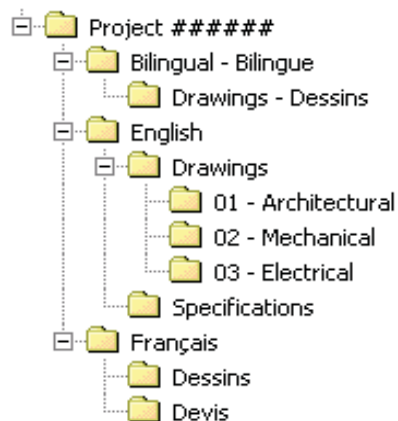 Project ######
Bilingual - Bilingue
Drawings - Dessins
English
Drawings
01 - Architectural
02 - Mechanical
03 - Electrical
Specifications
Français
Dessins
Devis